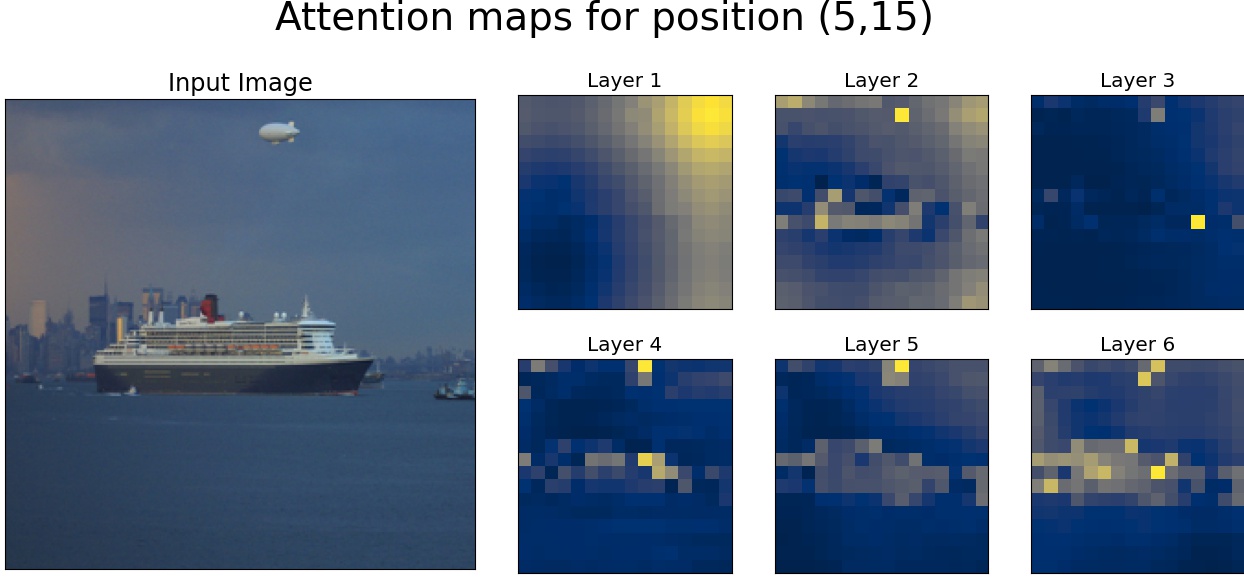 Attention maps for position (5,15)
Input Image
Layer 1
Layer 2
Layer 3
Layer 4
Layer 5
Layer 6